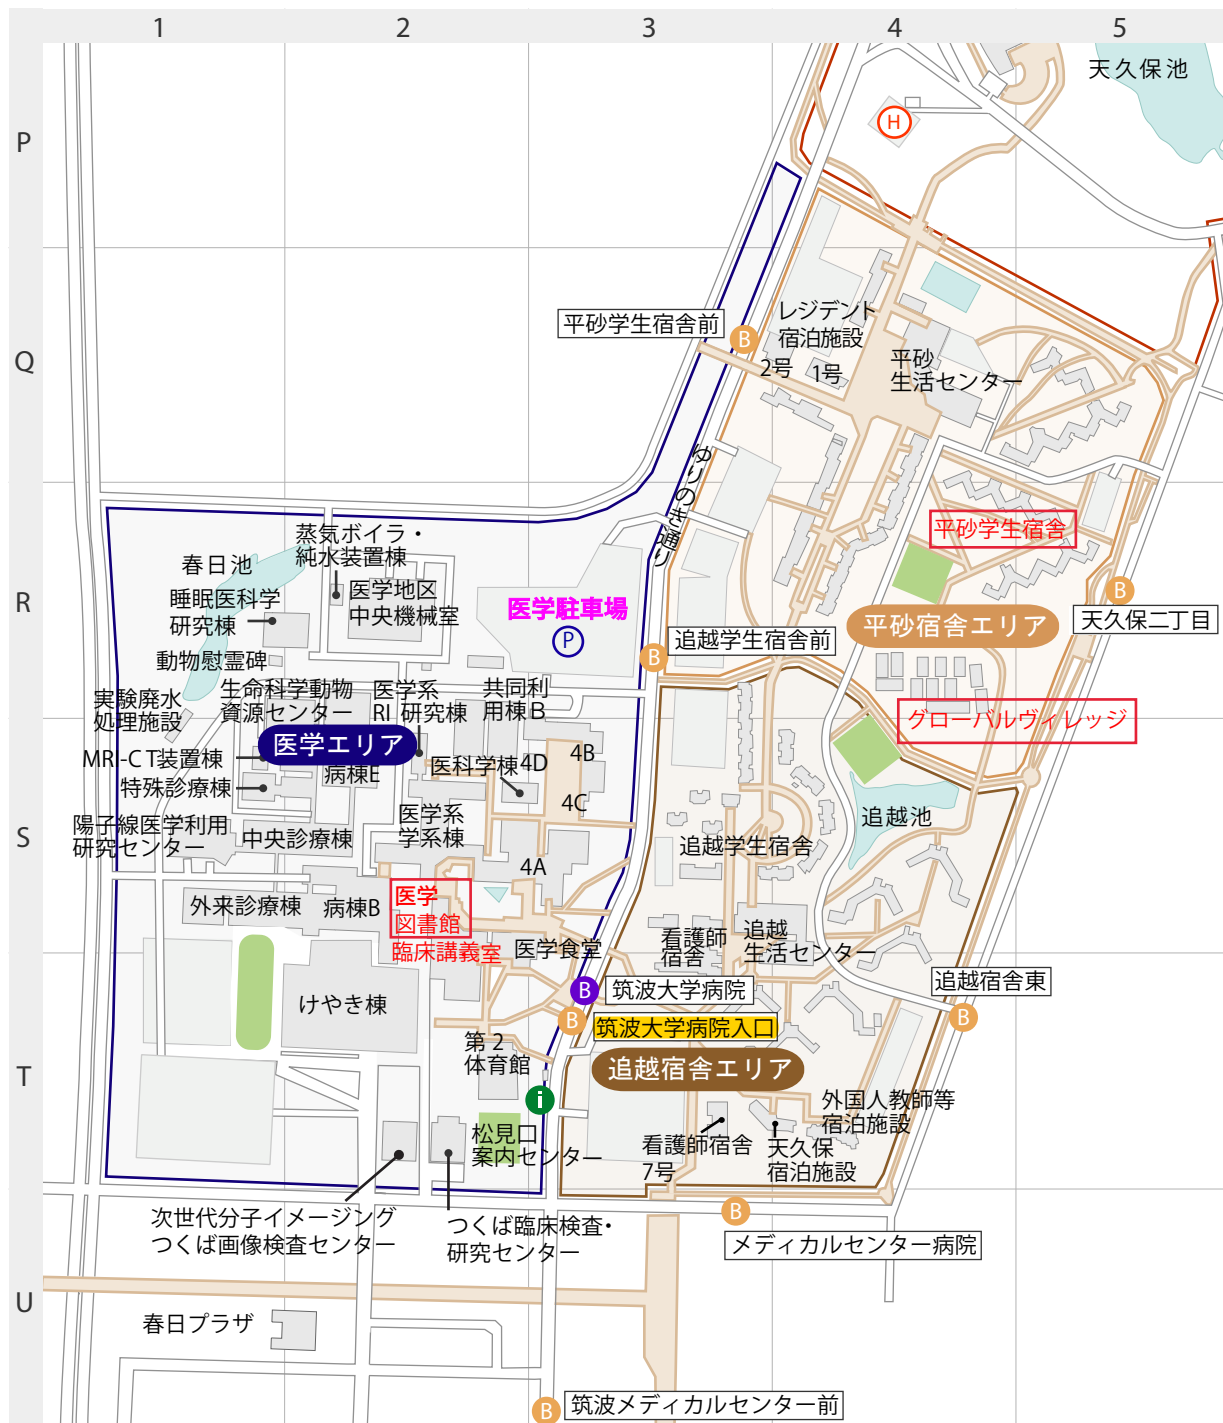 1
2
3
4
5
P
Q
R
S
T
U
天久保池
H
平砂学生宿舎前
B
レジデント
宿泊施設
2号
1号
平砂
生活センター
ゆりのき通り
平砂学生宿舎
B
天久保二丁目
平砂宿舎エリア
グローバルヴィレッジ
蒸気ボイラ・
純水装置棟
春日池
医学地区
中央機械室
睡眠医科学
研究棟
動物慰霊碑
医学駐車場
P
B
追越学生宿舎前
実験廃水
処理施設
生命科学動物
資源センター
医学系
RI 研究棟
共同利
用棟B
医学エリア
MRI-CT装置棟
病棟E
特殊診療棟
医科学棟
4D
4B
4C
4A
陽子線医学利用
研究センター
中央診療棟
医学系
学系棟
追越学生宿舎
追越池
外来診療棟
病棟B
医学
図書館
臨床講義室
医学食堂
看護師
宿舎
追越
生活センター
けやき棟
B
筑波大学病院
B
筑波大学病院入口
追越宿舎東
B
追越宿舎エリア
第2
体育館
i
松見口
案内センター
看護師宿舎
7号
天久保
宿泊施設
外国人教師等
宿泊施設
次世代分子イメージング
つくば画像検査センター
つくば臨床検査・
研究センター
B
メディカルセンター病院
春日プラザ
B
筑波メディカルセンター前